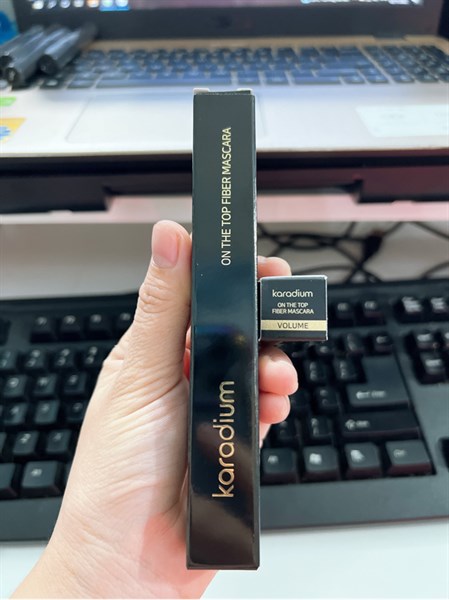 ON THE TOP FIBER MASCARA
karadium
karadium
ON THE TOP
FIBER MASCARA
VOLUME